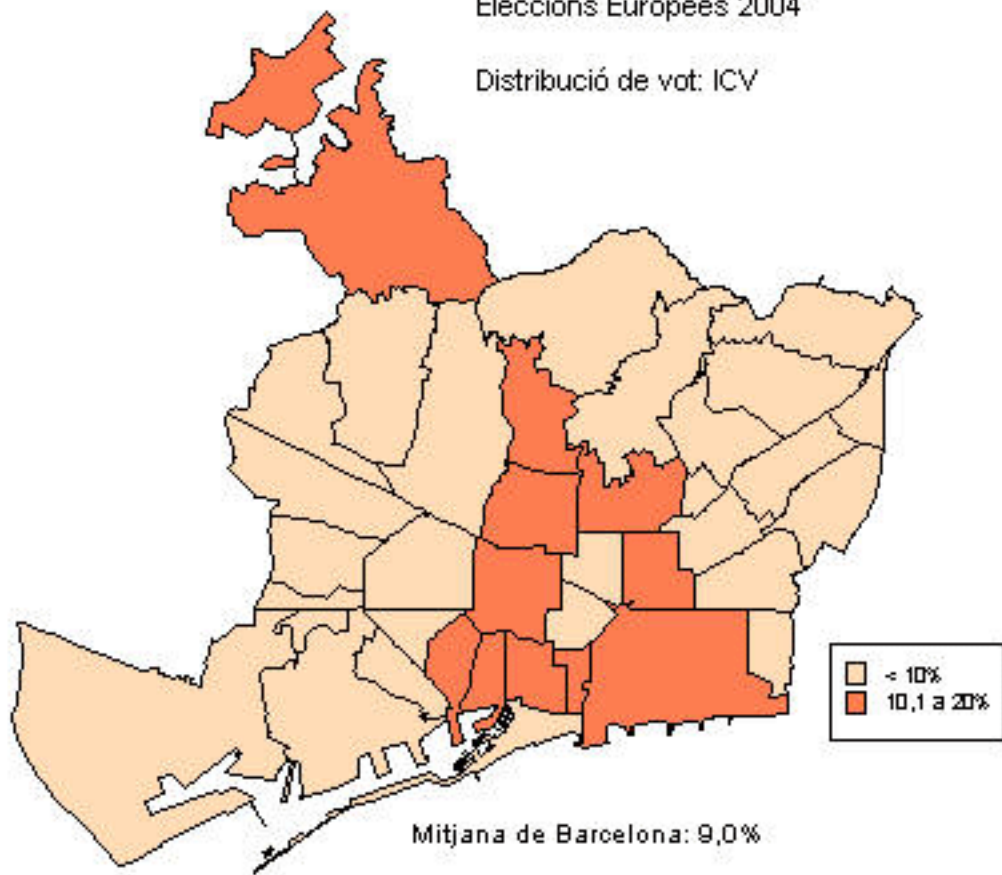 Eleccions Europees 2004
Distribució de vot: ICV
< 10%
10,1 a 20%
Mitjana de Barcelona: 9,0%